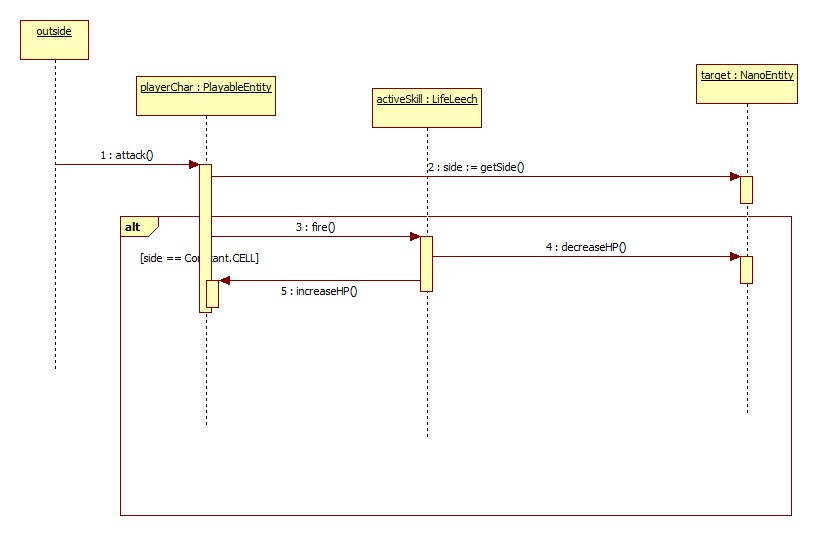 outside
playerChar : PlayableEntity
activeSkill : LifeLeech
target : NanoEntity
1 : attack()
2 : side := getSide()
alt
3 : fire()
4 : decreaseHP()
[side == Constant.CELL]
5 : increaseHP()